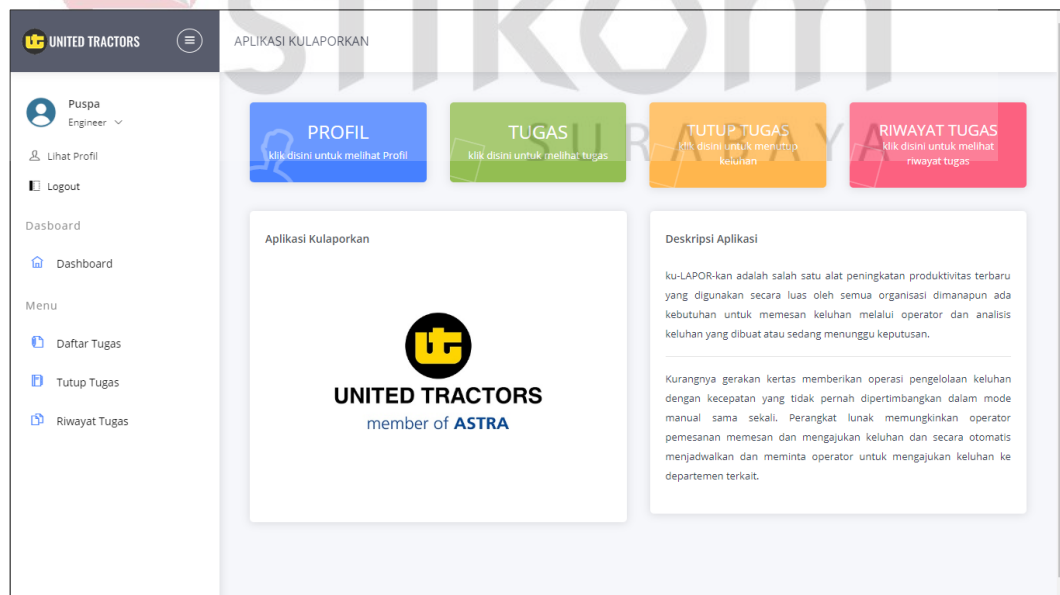 stikom
SURABAYA
UNITED TRACTORS
APLIKASI KULAPORKAN
Puspa
Engineer
Lihat Profil
Logout
Dasboard
Dashboard
Menu
Daftar Tugas
Tutup Tugas
Riwayat Tugas
PROFIL
klik disini untuk melihat Profil
TUGAS
klik disini untuk melihat tugas
TUTUP TUGAS
klik disini untuk menutup
keluhan
RIWAYAT TUGAS
klik disini untuk melihat
riwayat tugas
Aplikasi Kulaporkan
UNITED TRACTORS
member of ASTRA
Deskripsi Aplikasi
ku-LAPOR-kan adalah salah satu alat peningkatan produktivitas terbaru
yang digunakan secara luas oleh semua organisasi dimanapun ada
kebutuhan untuk memesan keluhan melalui operator dan analisis
keluhan yang dibuat atau sedang menunggu keputusan.
Kurangnya gerakan kertas memberikan operasi pengelolaan keluhan
dengan kecepatan yang tidak pernah dipertimbangkan dalam mode
manual sama sekali. Perangkat lunak memungkinkan operator
pemesanan memesan dan mengajukan keluhan dan secara otomatis
menjadwalkan dan meminta operator untuk mengajukan keluhan ke
departemen terkait.